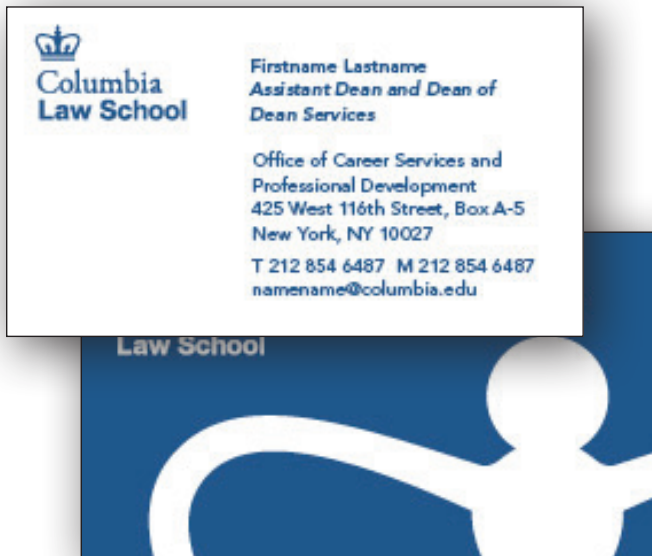 Columbia
Law School
Firstname Lastname
Assistant Dean and Dean of
Dean Services
Office of Career Services and
Professional Development
425 West 116th Street, Box A-5
New York, NY 10027
T 212 854 6487 M 212 854 6487
namename@columbia.edu
Law School